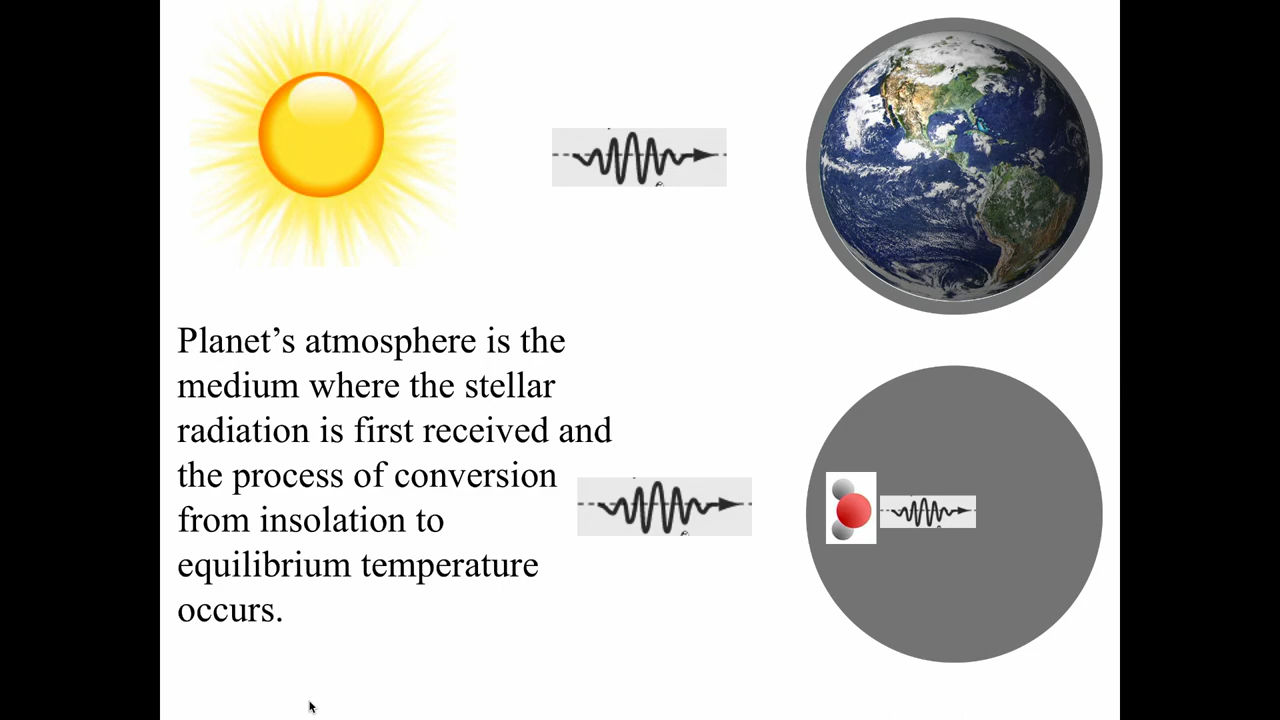 Planet’s atmosphere is the
medium where the stellar
radiation is first received and
the process of conversion
from insolation to
equilibrium temperature
occurs.